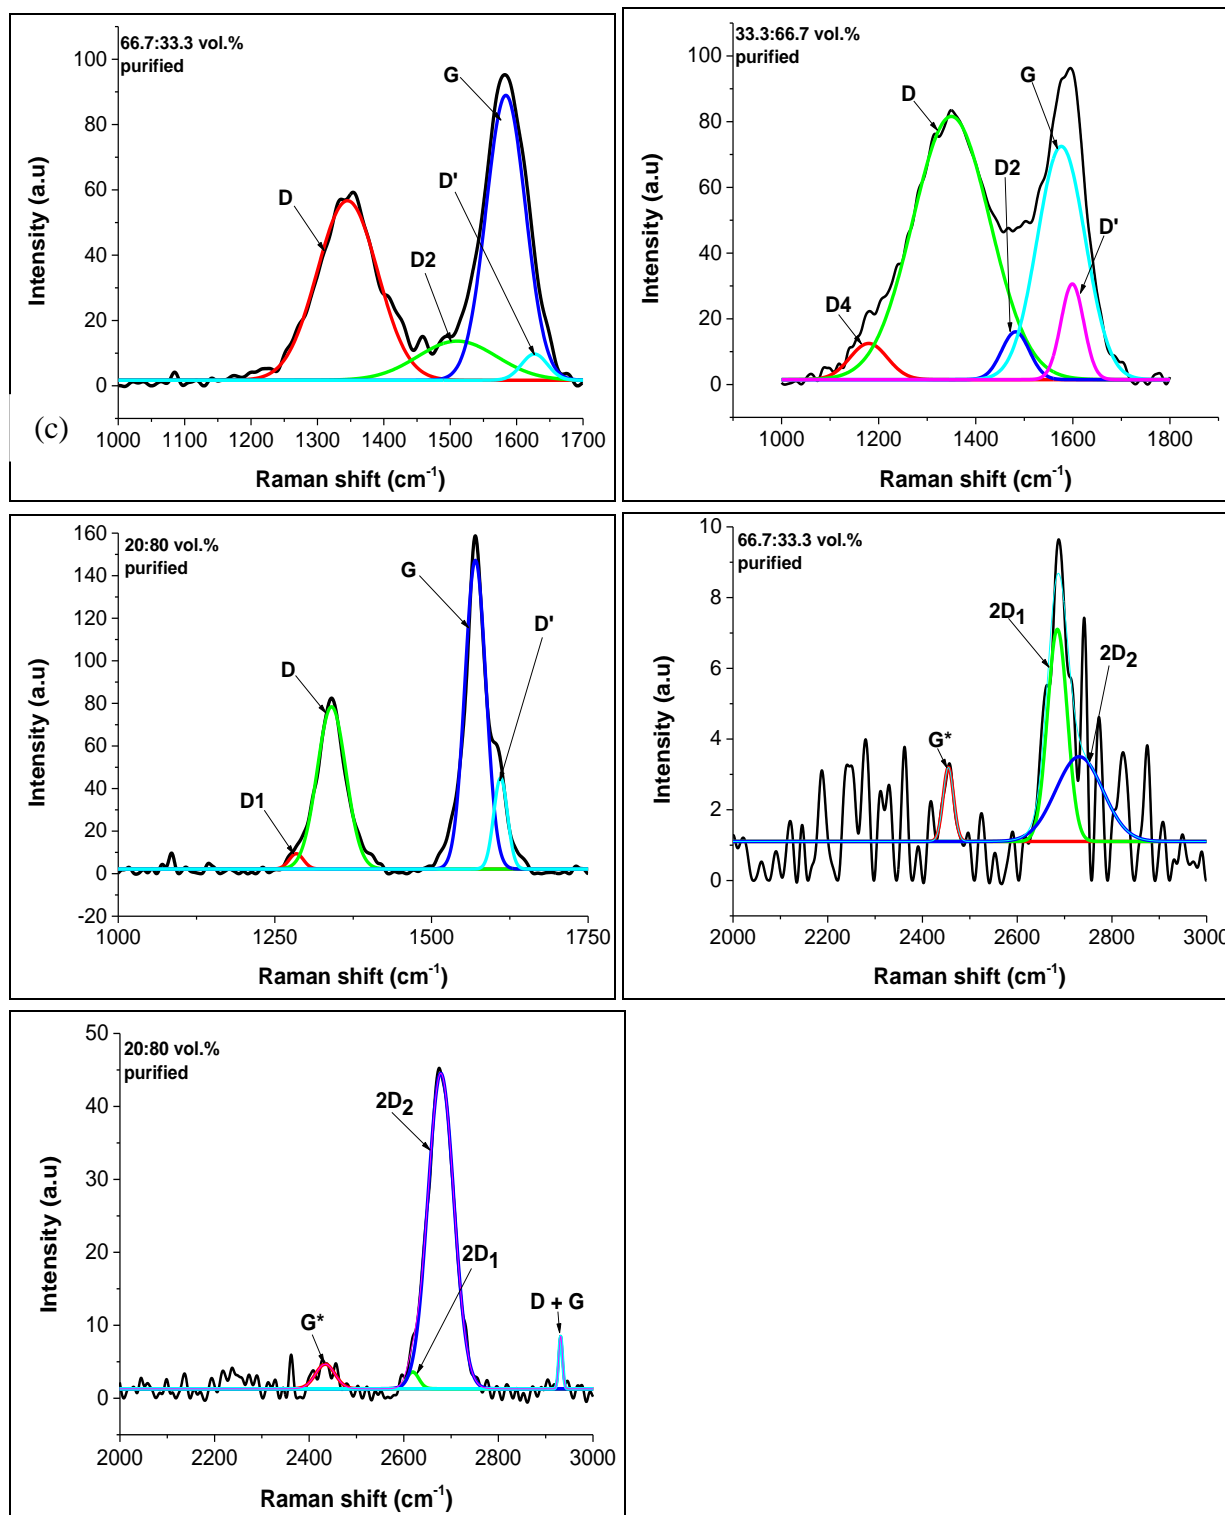 66.7:33.3 vol.%
purified
G
D'
D
D2
100
80
60
40
20
0
Intensity (a.u)
(c)
1000 1100 1200 1300 1400 1500 1600 1700
Raman shift (cm-1)
33.3:66.7 vol.%
purified
G
D
D2
D'
D4
100
80
60
40
20
0
Intensity (a.u)
1000 1200 1400 1600 1800
Raman shift (cm-1)
20:80 vol.%
purified
G
D'
D
D1
160
140
120
100
80
60
40
20
0
-20
Intensity (a.u)
1000 1250 1500 1750
Raman shift (cm-1)
66.7:33.3 vol.%
purified
2D1
2D2
G*
10
8
6
4
2
0
Intensity (a.u)
2000 2200 2400 2600 2800 3000
Raman shift (cm-1)
20:80 vol.%
purified
2D2
2D1
D + G
G*
50
40
30
20
10
0
Intensity (a.u)
2000 2200 2400 2600 2800 3000
Raman shift (cm-1)